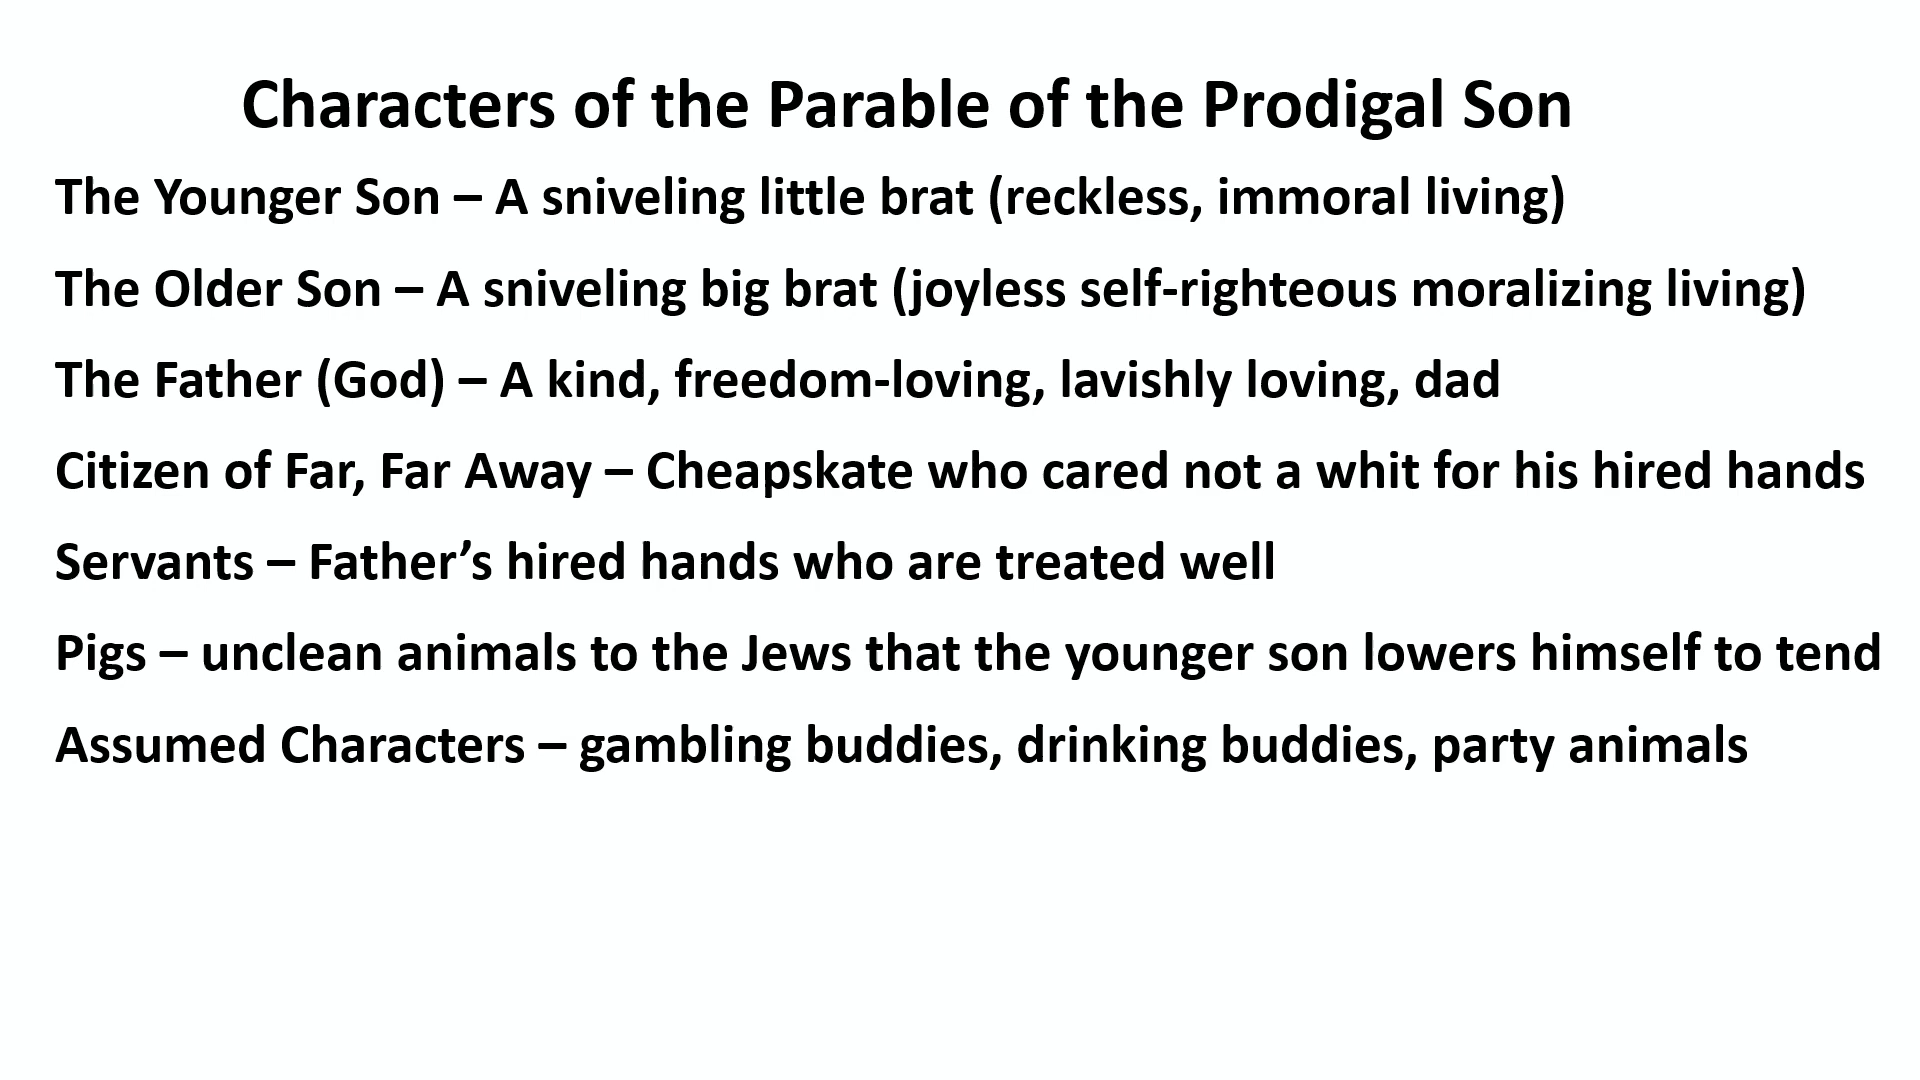 Characters of the Parable of the Prodigal Son
The Younger Son – A sniveling little brat (reckless, immoral living)
The Older Son – A sniveling big brat (joyless self-righteous moralizing living)
The Father (God) – A kind, freedom-loving, lavishly loving, dad
Citizen of Far, Far Away – Cheapskate who cared not a whit for his hired hands
Servants – Father’s hired hands who are treated well
Pigs – unclean animals to the Jews that the younger son lowers himself to tend
Assumed Characters – gambling buddies, drinking buddies, party animals